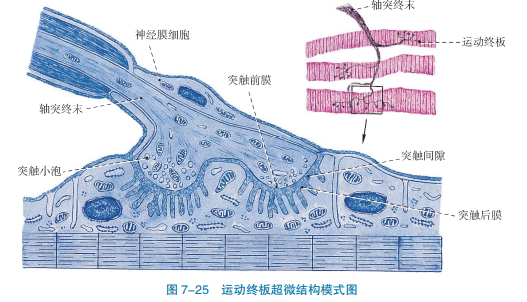 轴突终末
神经膜细胞
运动终板
突触前膜
轴突终末
突触间隙
突触小泡
突触后膜
图 7-25 运动终板超微结构模式图